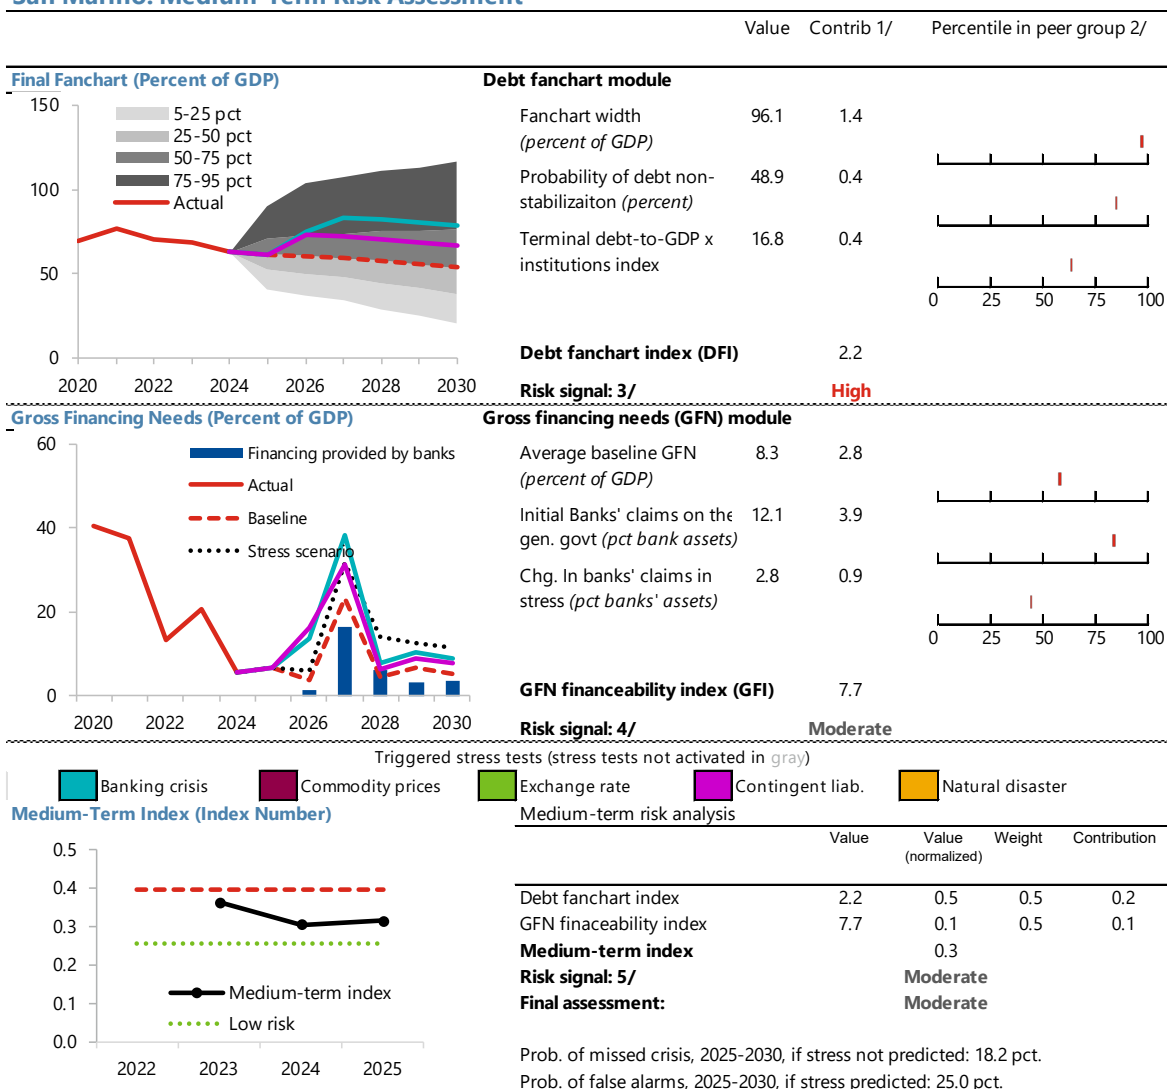 San Marino: Medium-Term Risk Assessment
Value Contrib 1/ Percentile in peer group 2/
Final Fanchart (Percent of GDP)
150
100
50
0
5-25 pct
25-50 pct
50-75 pct
75-95 pct
Actual
2020 2022 2024 2026 2028 2030
Debt fanchart module
Fanchart width 96.1 1.4
(percent of GDP)
Probability of debt non- 48.9 0.4
stabilizaiton (percent)
Terminal debt-to-GDP x 16.8 0.4
institutions index
0 25 50 75 100
Debt fanchart index (DFI) 2.2
Risk signal: 3/ High
Gross Financing Needs (Percent of GDP)
60
40
20
0
Financing provided by banks
Actual
Baseline
Stress scenario
2020 2022 2024 2026 2028 2030
Gross financing needs (GFN) module
Average baseline GFN 8.3 2.8
(percent of GDP)
Initial Banks' claims on the 12.1 3.9
gen. govt (pct bank assets)
Chg. In banks' claims in 2.8 0.9
stress (pct banks' assets)
0 25 50 75 100
GFN financeability index (GFI) 7.7
Risk signal: 4/ Moderate
Triggered stress tests (stress tests not activated in gray)
Banking crisis Commodity prices Exchange rate Contingent liab. Natural disaster
Medium-Term Index (Index Number)
0.5
0.4
0.3
0.2
0.1
0.0
Medium-term index
Low risk
2022 2023 2024 2025
Medium-term risk analysis
Value Value Weight Contribution
(normalized)
Debt fanchart index 2.2 0.5 0.5 0.2
GFN finaceability index 7.7 0.1 0.5 0.1
Medium-term index 0.3
Risk signal: 5/ Moderate
Final assessment: Moderate
Prob. of missed crisis, 2025-2030, if stress not predicted: 18.2 pct.
Prob. of false alarms, 2025-2030, if stress predicted: 25.0 pct.